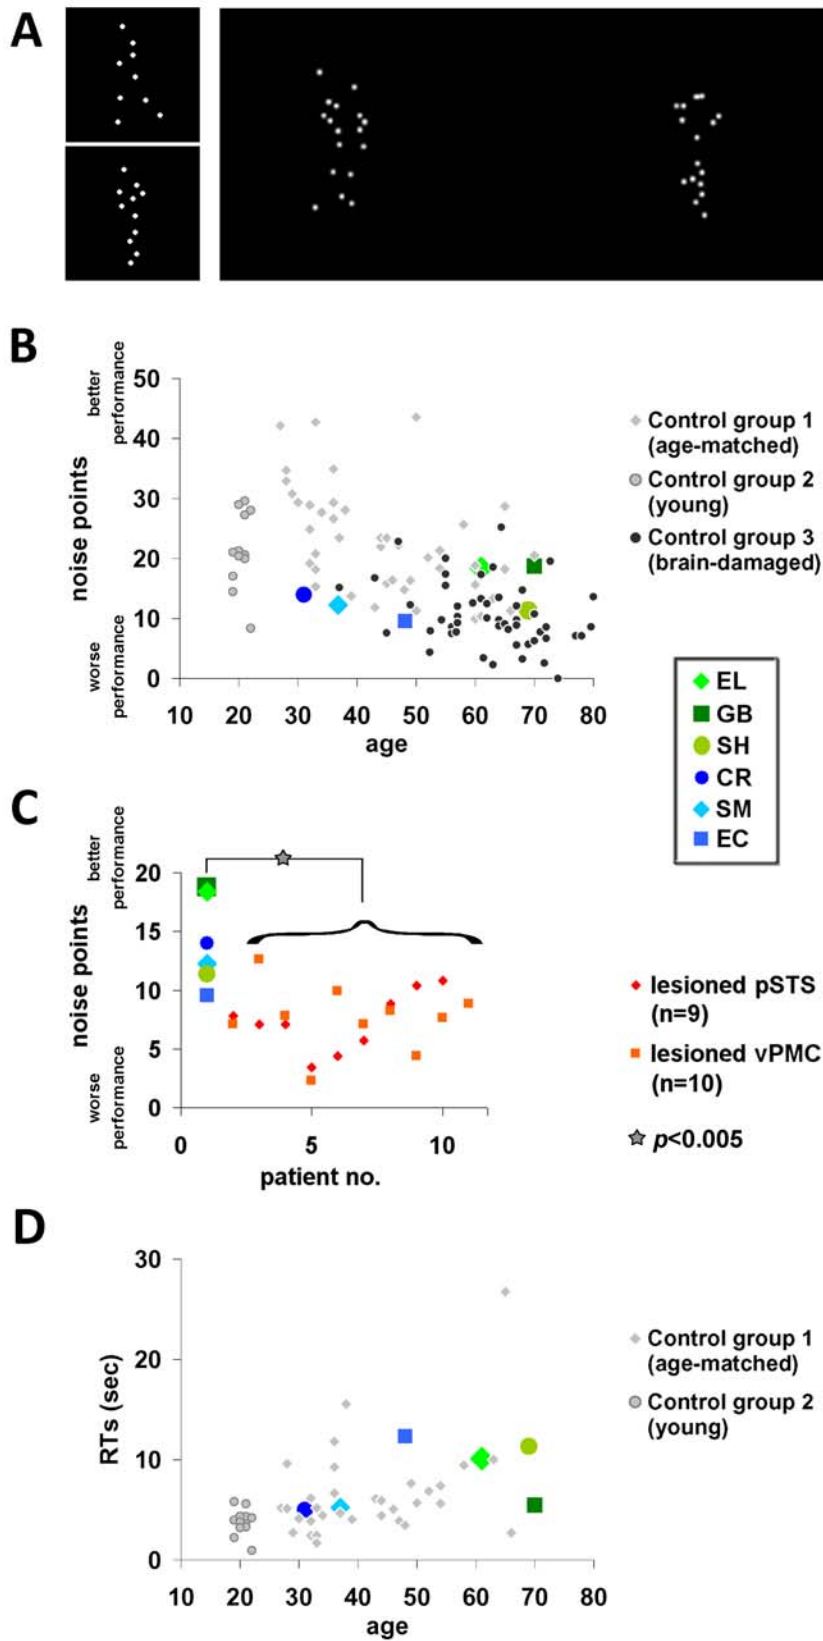 A
B
better
performance
noise points
worse
performance
50
40
30
20
10
0
10 20 30 40 50 60 70 80
age
Control group 1
(age-matched)
Control group 2
(young)
Control group 3
(brain-damaged)
EL
GB
SH
CR
SM
EC
C
better
performance
noise points
worse
performance
20
15
10
5
0
0 5 10
patient no.
lesioned pSTS
(n=9)
lesioned vPMC
(n=10)
p<0.005
D
RTs (sec)
30
20
10
0
10 20 30 40 50 60 70 80
age
Control group 1
(age-matched)
Control group 2
(young)